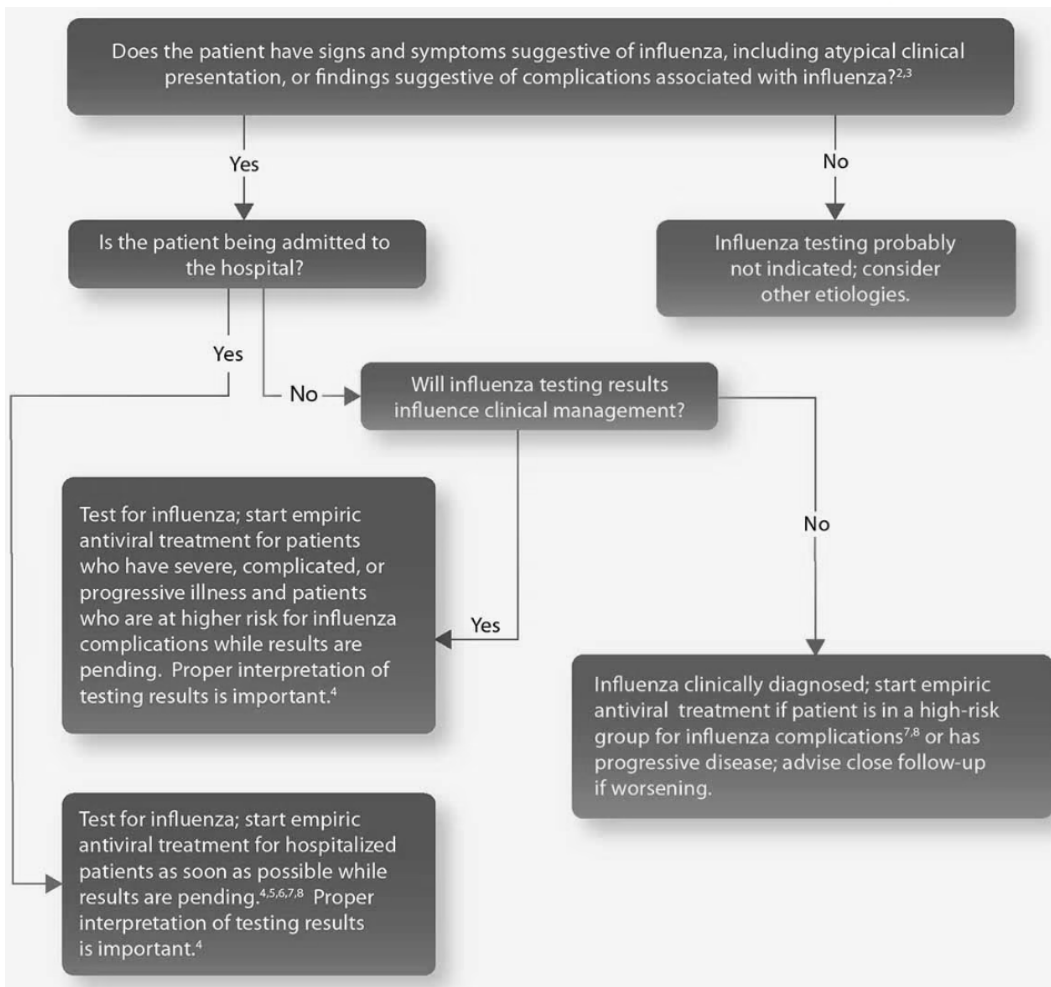 Does the patient have signs and symptoms suggestive of influenza, including atypical clinical
presentation, or findings suggestive of complications associated with influenza?2,3
Yes
No
Is the patient being admitted to
the hospital?
Influenza testing probably
not indicated; consider
other etiologies.
Yes
No
Will influenza testing results
influence clinical management?
Test for influenza; start empiric
antiviral treatment for patients
who have severe, complicated, or
progressive illness and patients
who are at higher risk for influenza
complications while results are
pending. Proper interpretation of
testing results is important.4
Yes
No
Influenza clinically diagnosed; start empiric
antiviral treatment if patient is in a high-risk
group for influenza complications7,8 or has
progressive disease; advise close follow-up
if worsening.
Test for influenza; start empiric
antiviral treatment for hospitalized
patients as soon as possible while
results are pending.4,5,6,7,8 Proper
interpretation of testing results
is important.4